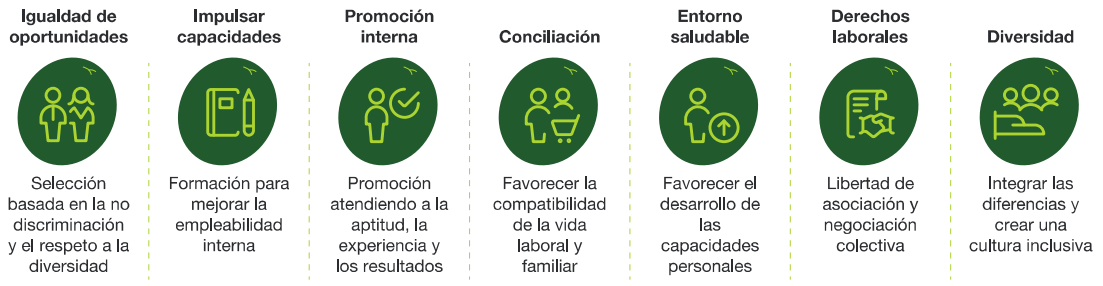 Igualdad de
oportunidades
Selección
basada en la no
discriminación
y el respeto a la
diversidad
Impulsar
capacidades
Formación para
mejorar la
empleabilidad
interna
Promoción
interna
Promoción
atendiendo a la
aptitud, la
experiencia y
los resultados
Conciliación
Favorecer la
compatibilidad
de la vida
laboral y
familiar
Entorno
saludable
Favorecer el
desarrollo de
las
capacidades
personales
Derechos
laborales
Libertad de
asociación y
negociación
colectiva
Diversidad
Integrar las
diferencias y
crear una
cultura inclusiva